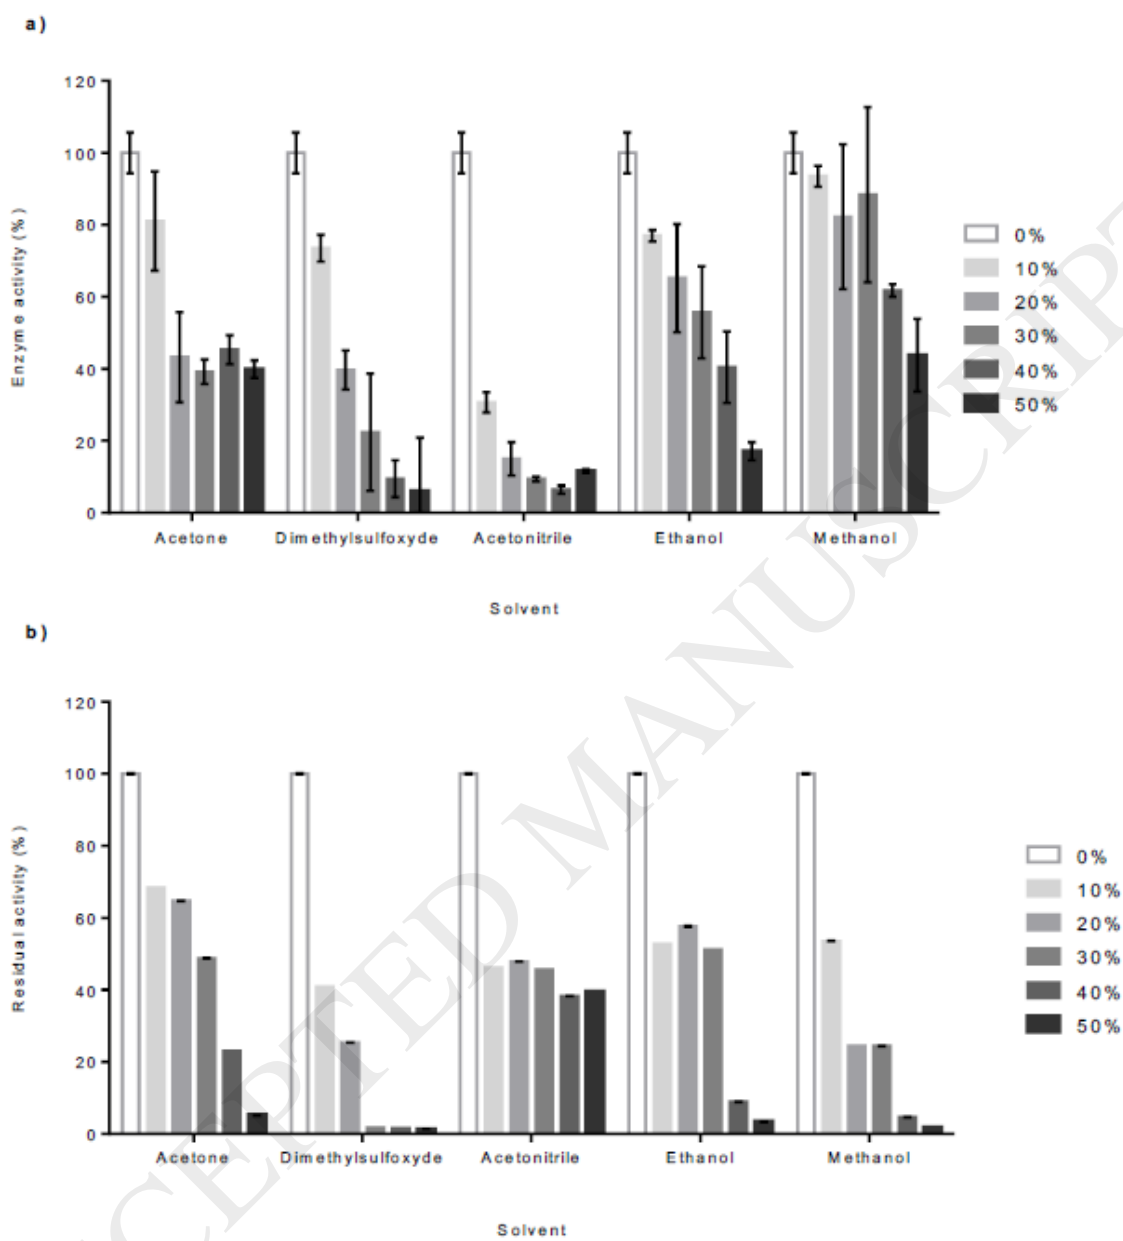 a)
Enzyme activity (%)
120
100
80
60
40
20
0
Acetone Dimethylsulfoxyde Acetonitrile Ethanol Methanol
Solvent
0%
10%
20%
30%
40%
50%
b)
Residual activity (%)
120
100
80
60
40
20
0
Acetone Dimethylsulfoxyde Acetonitrile Ethanol Methanol
Solvent
0%
10%
20%
30%
40%
50%
CEPTED MANUSCRIPT